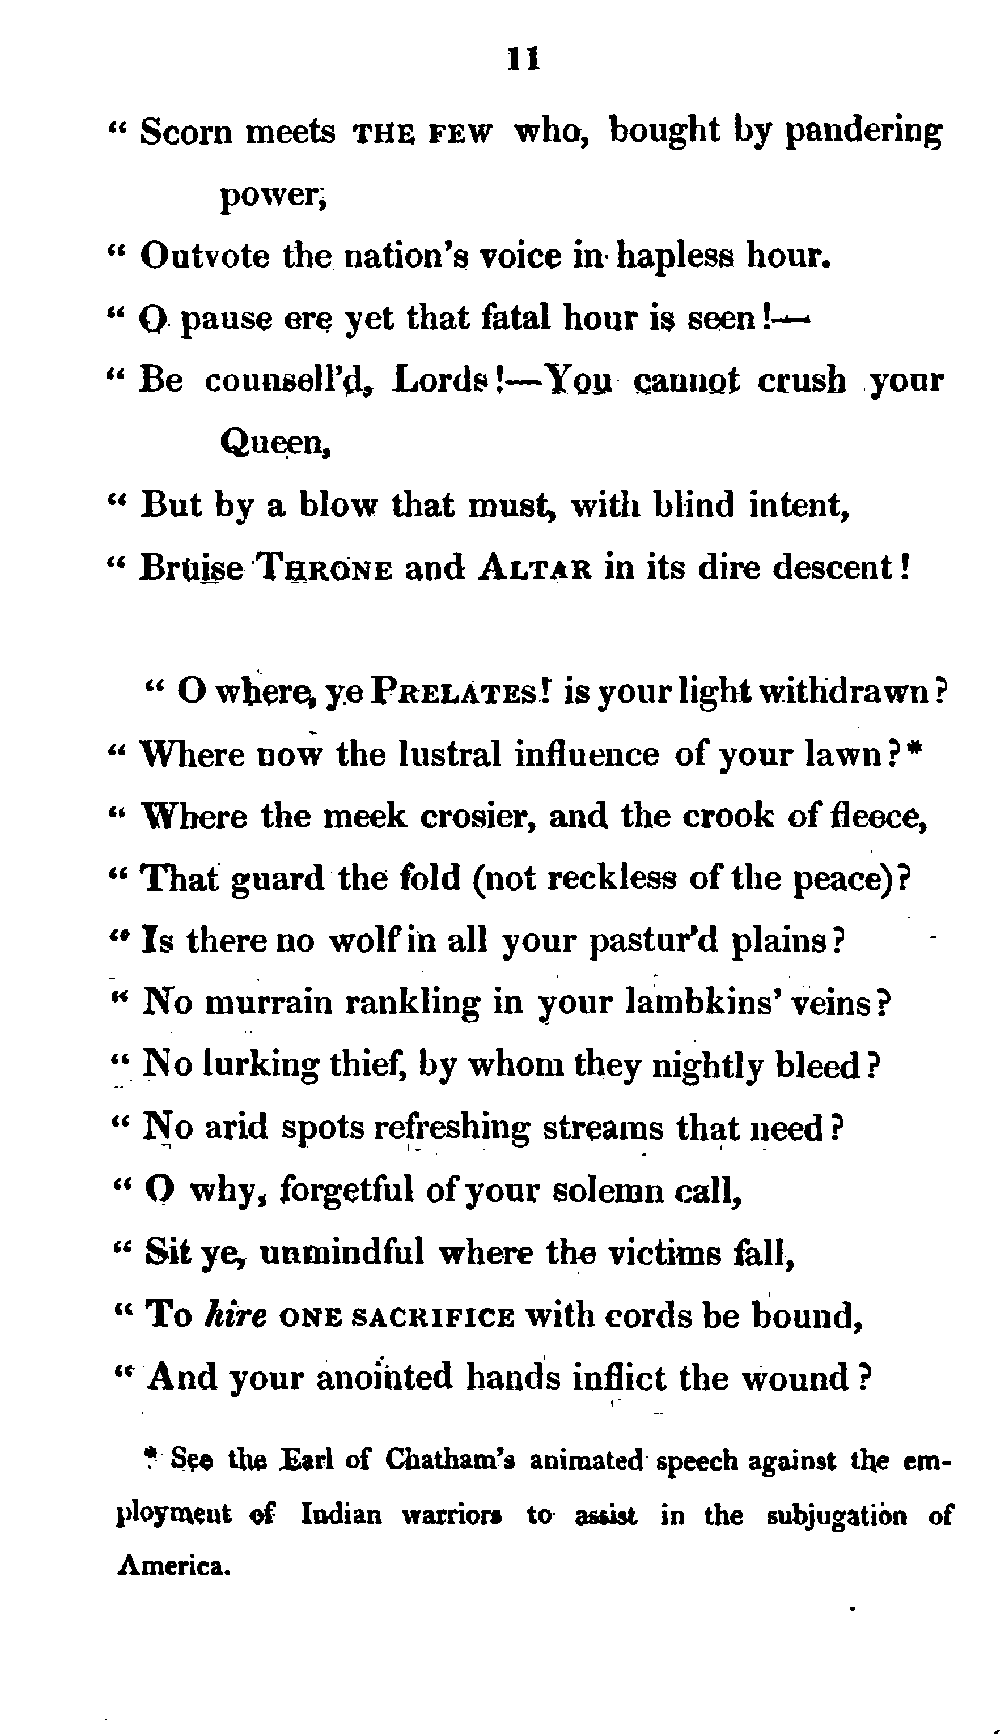 11
“ Scorn meets THE FEW who, bought by pandering
power,
“ Outvote the nation’s voice in hapless hour.
“ O pause ere yet that fatal hour is seen !—
“ Be counsell’d, Lords !—You cannot crush your
Queen,
“ But by a blow that must, with blind intent,
“ Bruise THRONE and ALTAR in its dire descent !
“ O where, ye PRELATES! is your light withdrawn ?
“ Where now the lustral influence of your lawn ?*
“ Where the meek crosier, and the crook of fleece,
“ That guard the fold (not reckless of the peace) ?
“ Is there no wolf in all your pastur’d plains ?
“ No murrain rankling in your lambkins’ veins ?
“ No lurking thief, by whom they nightly bleed ?
“ No arid spots refreshing streams that need ?
“ O why, forgetful of your solemn call,
“ Sit ye, unmindful where the victims fall,
“ To hire ONE SACRIFICE with cords be bound,
“ And your anointed hands inflict the wound ?
* See the Earl of Chatham’s animated speech against the em-
ployment of Indian warriors to assist in the subjugation of
America.